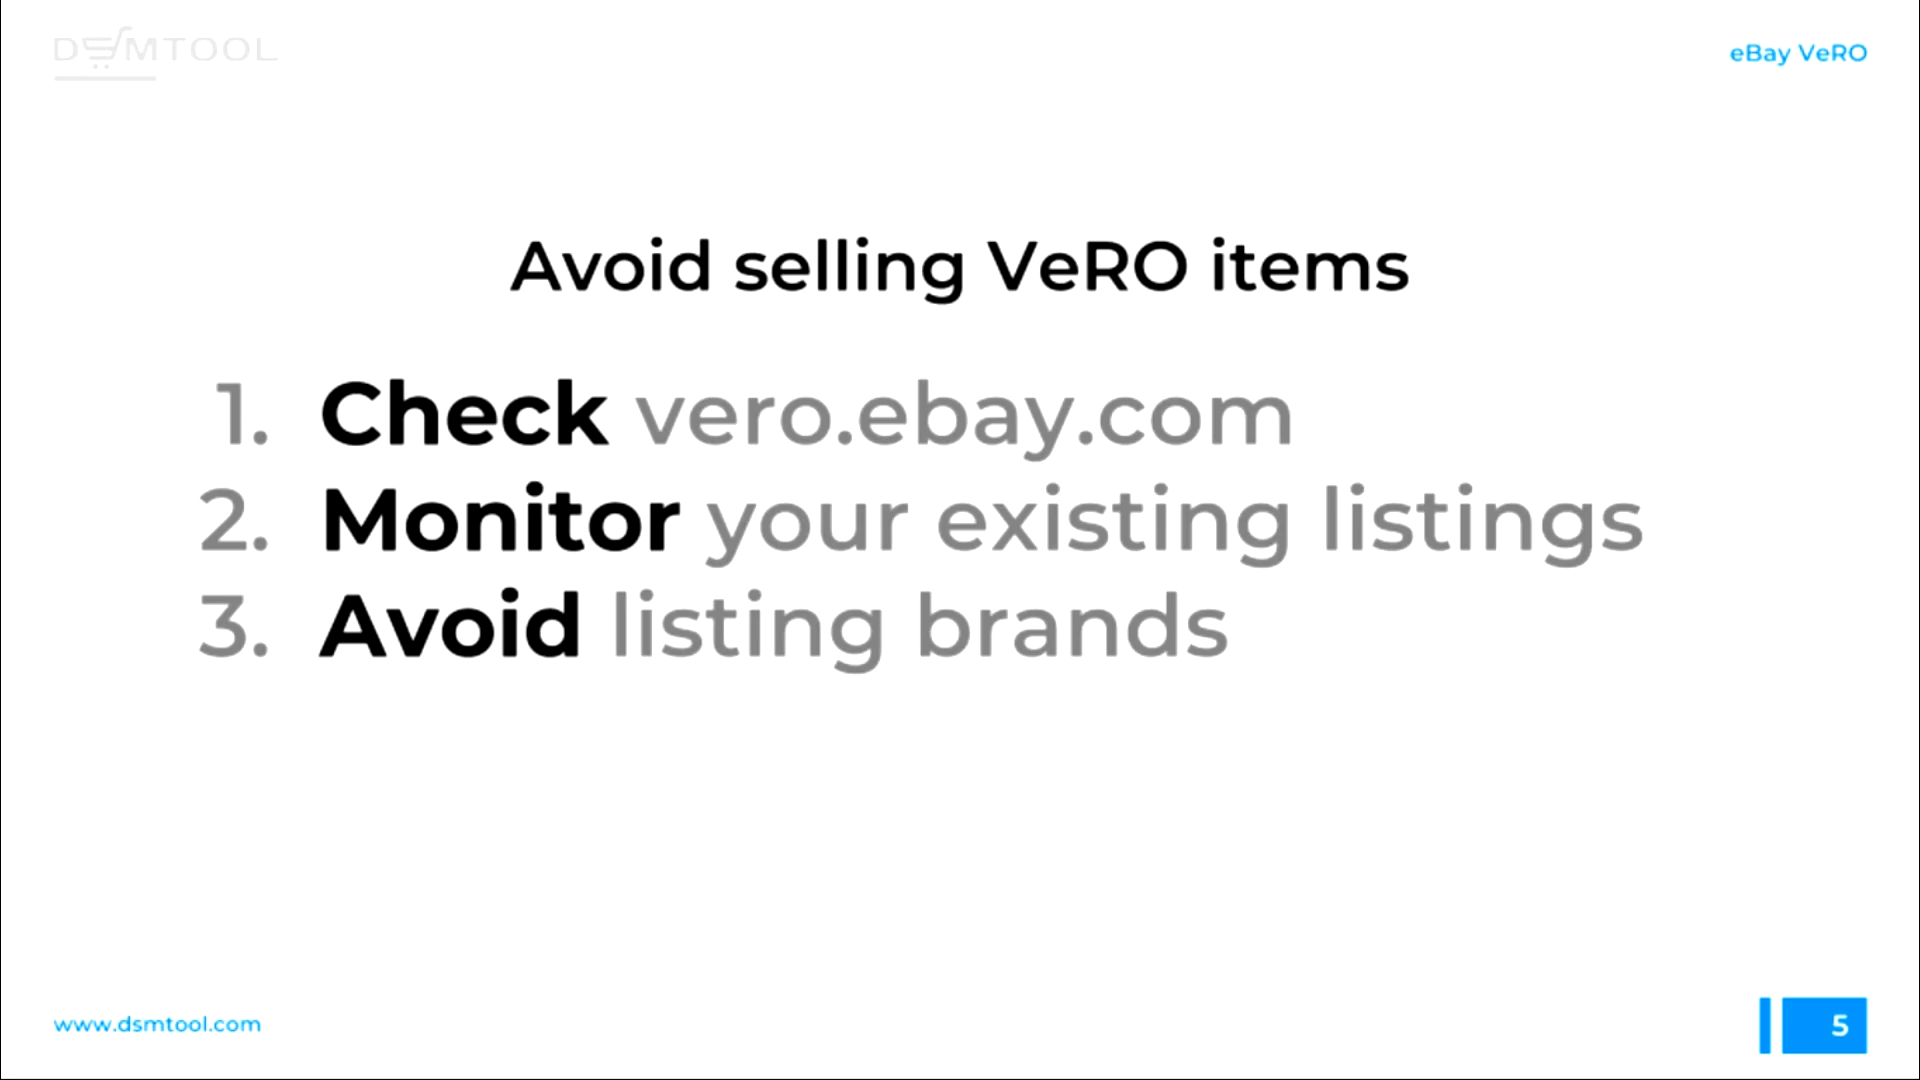 DSMTOOL
eBay VeRO
Avoid selling VeRO items
1. Check vero.ebay.com
2. Monitor your existing listings
3. Avoid listing brands
www.dsmtool.com
5